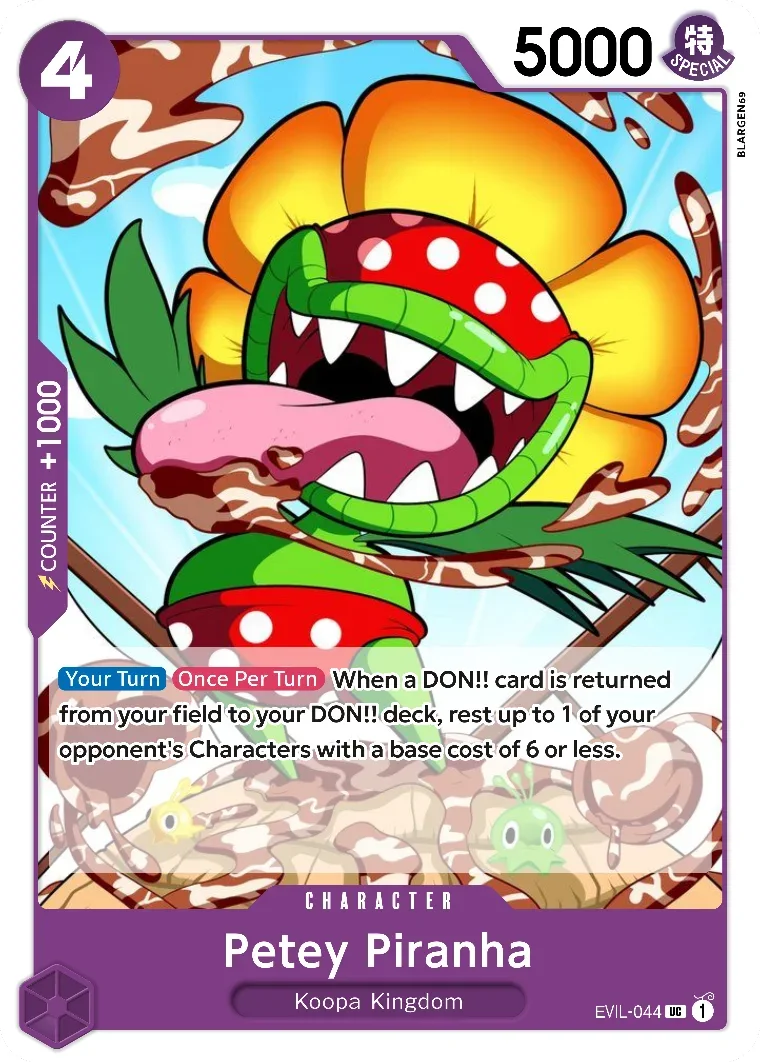 4
5000
特
SPECIAL
BLARGEN69
COUNTER +1000
Your Turn Once Per Turn When a DON!! card is returned
from your field to your DON!! deck, rest up to 1 of your
opponent's Characters with a base cost of 6 or less.
CHARACTER
Petey Piranha
Koopa Kingdom
EVIL-044 UC 1